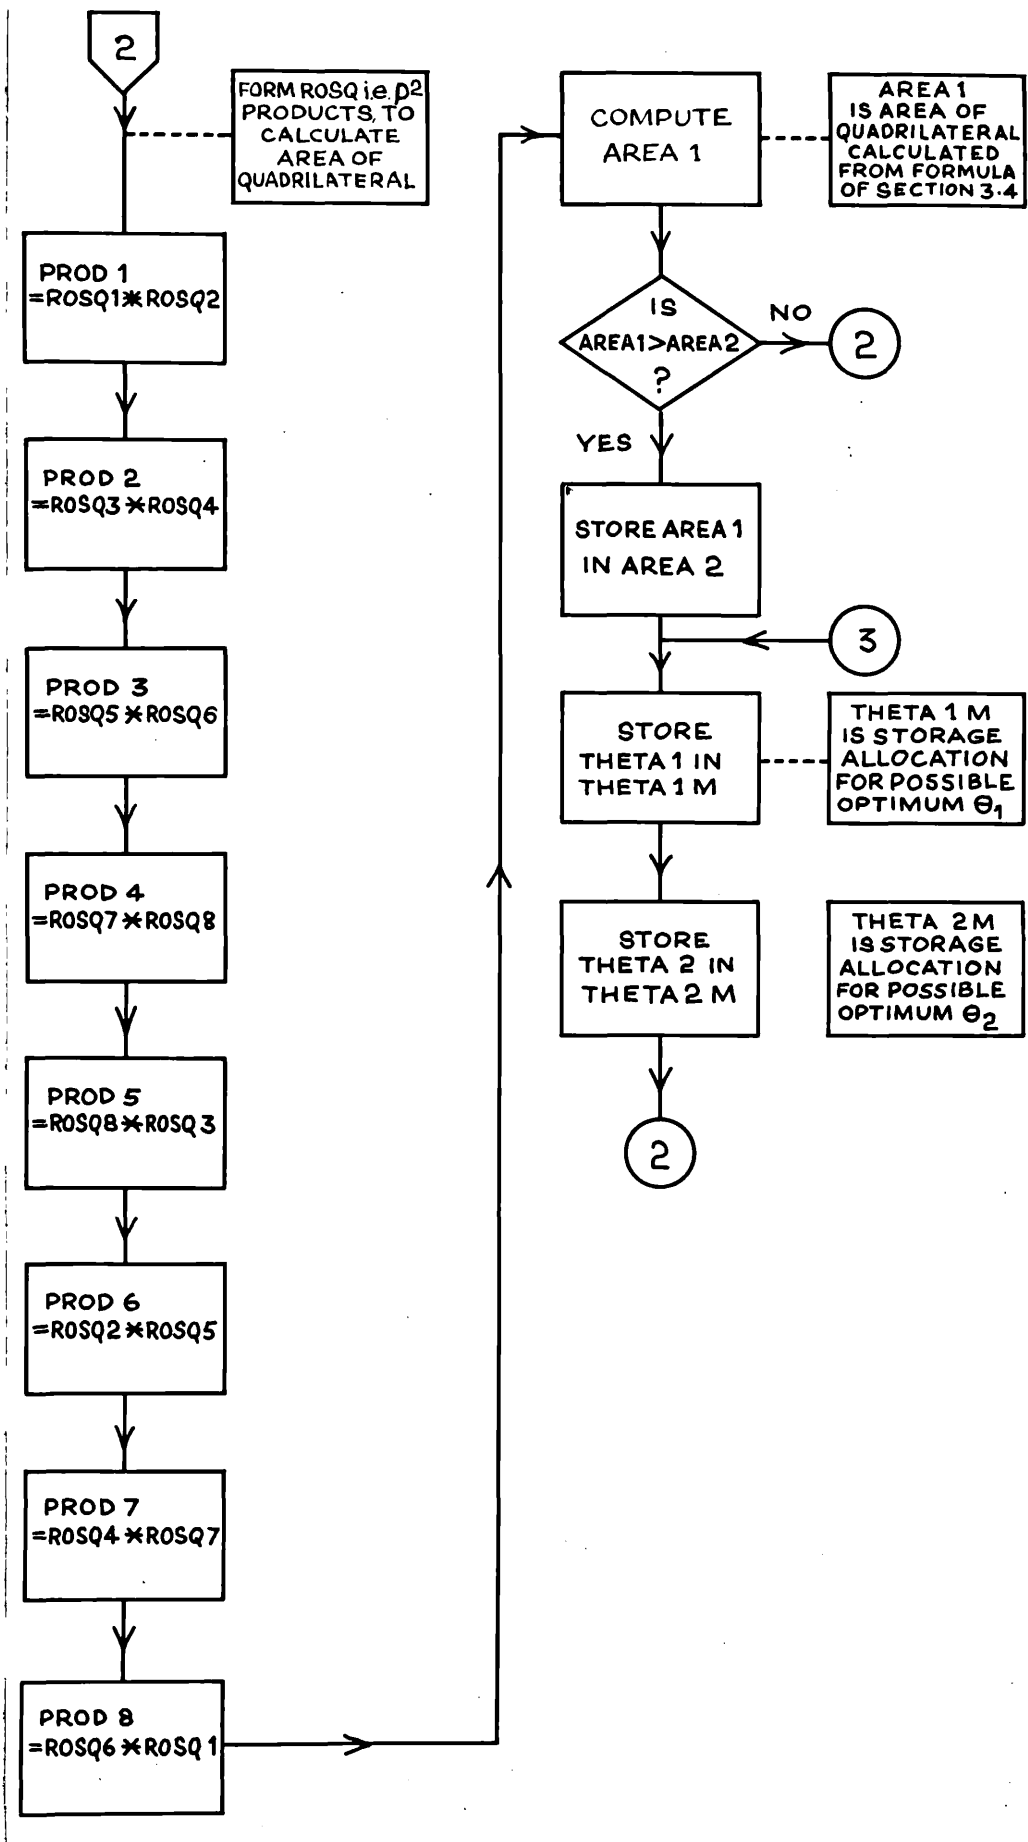 2
FORM ROSQ i.e. ρ²
PRODUCTS, TO
CALCULATE
AREA OF
QUADRILATERAL
PROD 1
=ROSQ1*ROSQ2
PROD 2
=ROSQ3*ROSQ4
PROD 3
=ROSQ5*ROSQ6
PROD 4
=ROSQ7*ROSQ8
PROD 5
=ROSQ8*ROSQ3
PROD 6
=ROSQ2*ROSQ5
PROD 7
=ROSQ4*ROSQ7
PROD 8
=ROSQ6*ROSQ1
COMPUTE
AREA 1
AREA 1
IS AREA OF
QUADRILATERAL
CALCULATED
FROM FORMULA
OF SECTION 3.4
IS
AREA1>AREA2
?
NO
2
YES
STORE AREA1
IN AREA 2
3
STORE
THETA 1 IN
THETA 1 M
THETA 1 M
IS STORAGE
ALLOCATION
FOR POSSIBLE
OPTIMUM Θ₁
STORE
THETA 2 IN
THETA 2 M
THETA 2M
IS STORAGE
ALLOCATION
FOR POSSIBLE
OPTIMUM Θ₂
2